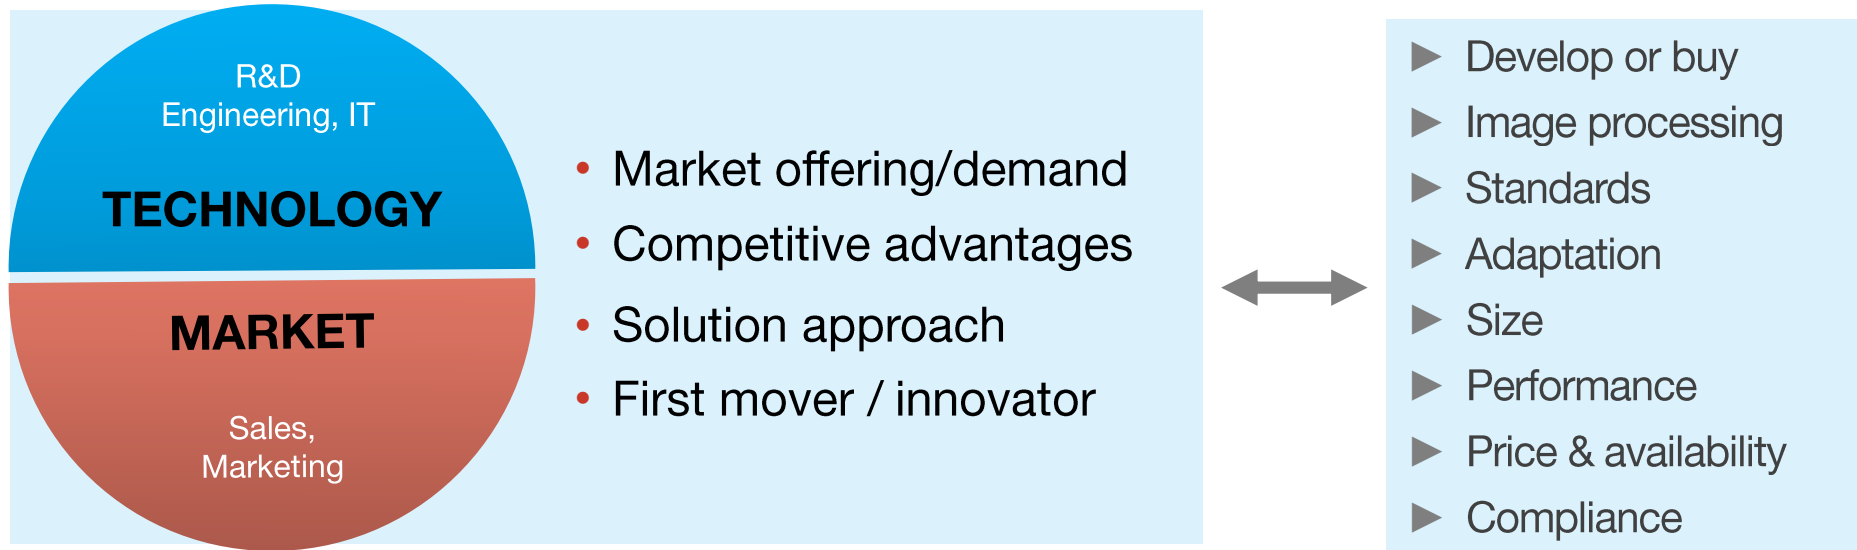 R&D
Engineering, IT
TECHNOLOGY
MARKET
Sales,
Marketing
• Market offering/demand
• Competitive advantages
• Solution approach
• First mover / innovator
► Develop or buy
► Image processing
► Standards
► Adaptation
► Size
► Performance
► Price & availability
► Compliance